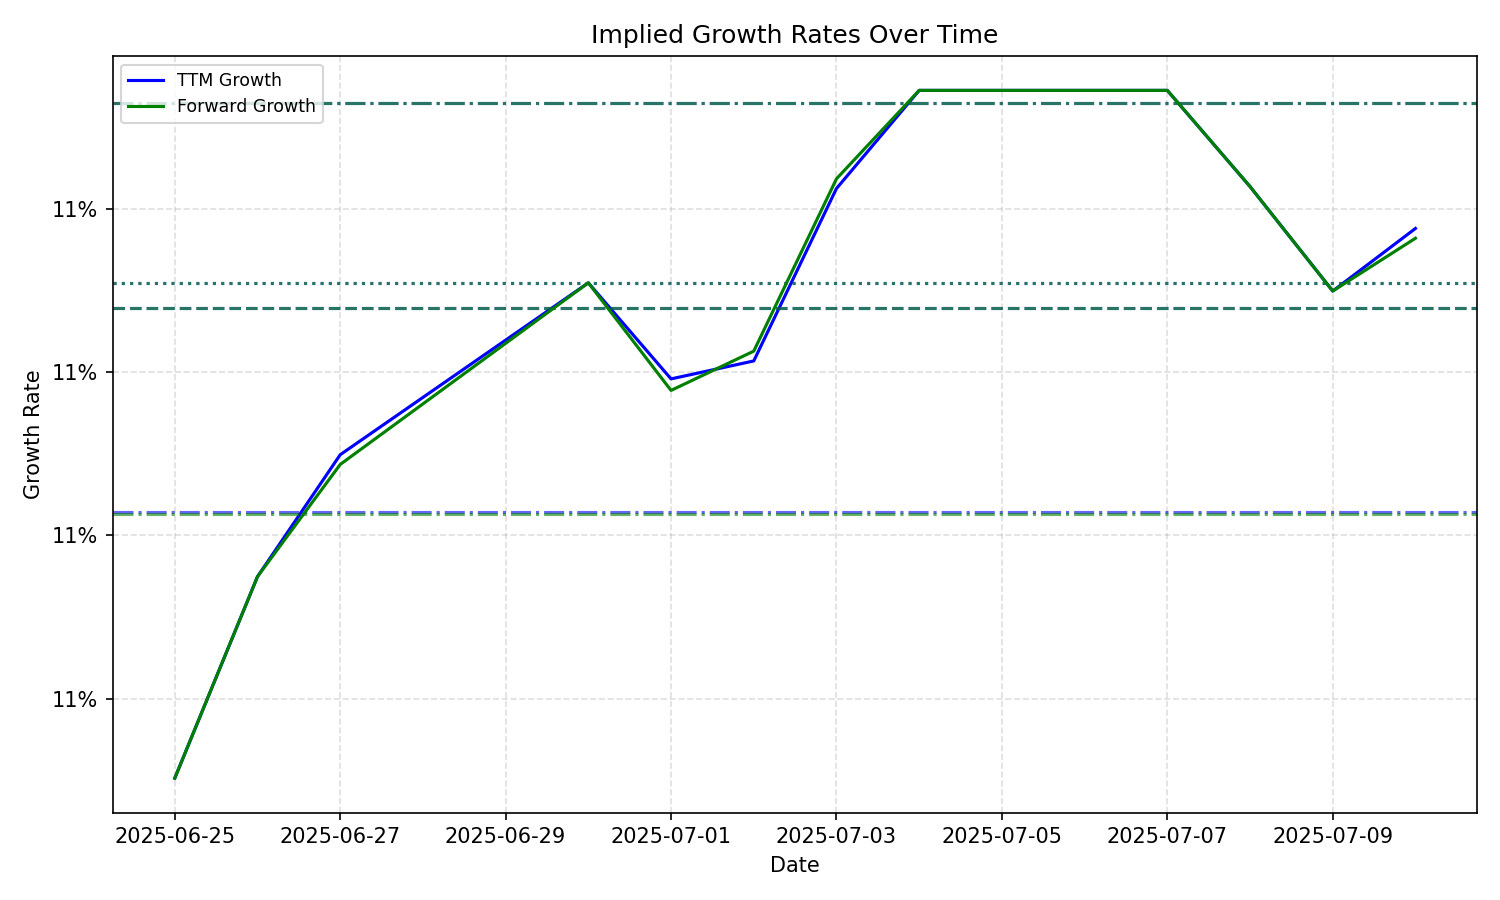 Implied Growth Rates Over Time
TTM Growth
Forward Growth
11%
11%
11%
11%
Growth Rate
2025-06-25 2025-06-27 2025-06-29 2025-07-01 2025-07-03 2025-07-05 2025-07-07 2025-07-09
Date